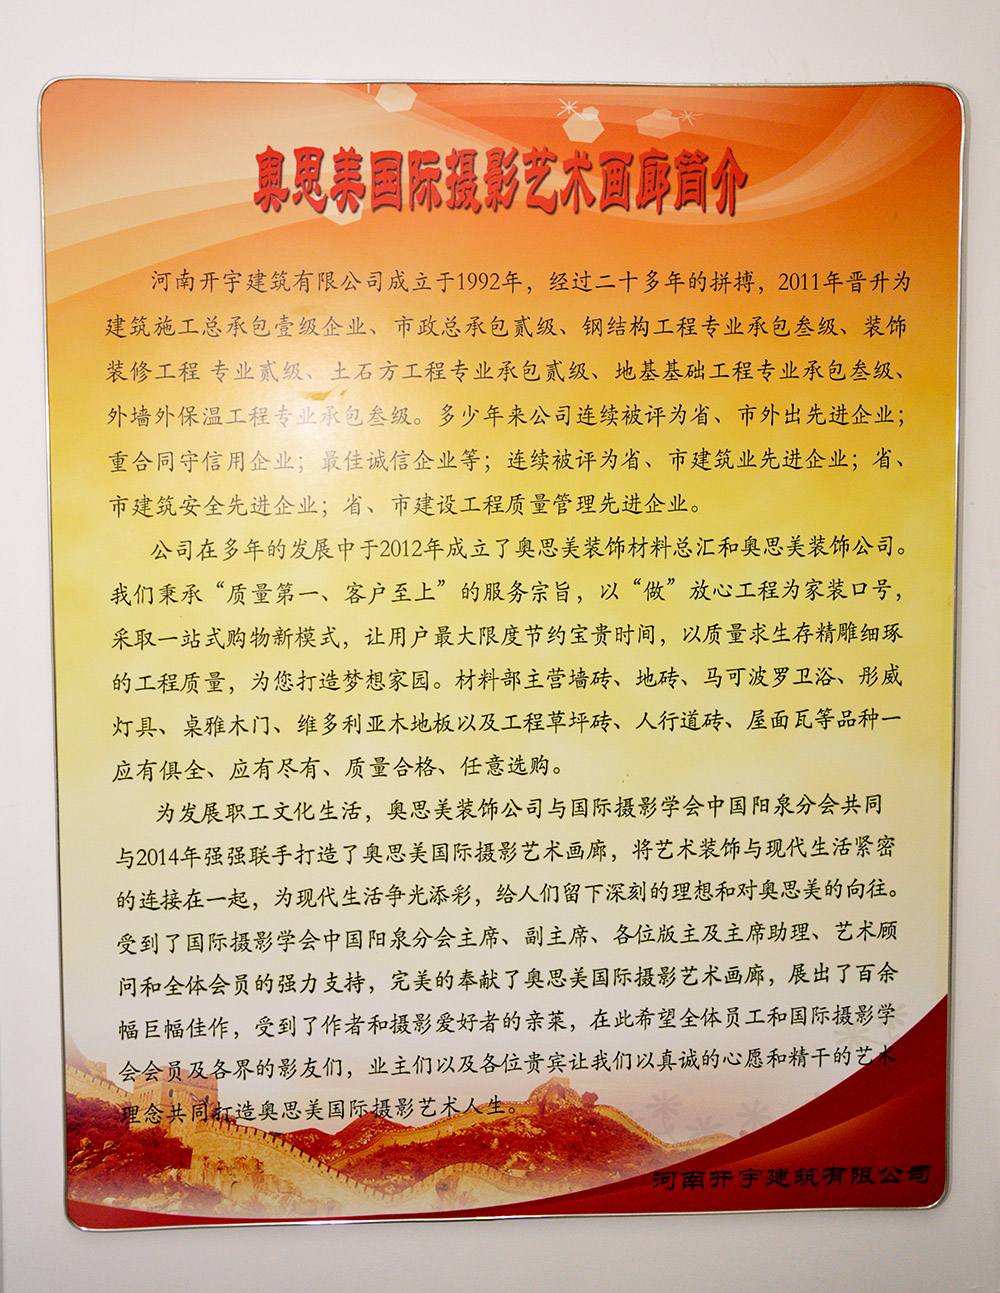 奥思美国际摄影艺术画廊简介
河南开宇建筑有限公司成立于1992年，经过二十多年的拼搏，2011年晋升为
建筑施工总承包壹级企业、市政总承包贰级、钢结构工程专业承包叁级、装饰
装修工程 专业贰级、土石方工程专业承包贰级、地基基础工程专业承包叁级、
外墙外保温工程专业承包叁级。多少年来公司连续被评为省、市外出先进企业；
重合同守信用企业；最佳诚信企业等；连续被评为省、市建筑业先进企业；省、
市建筑安全先进企业；省、市建设工程质量管理先进企业。
公司在多年的发展中于2012年成立了奥思美装饰材料总汇和奥思美装饰公司。
我们秉承“质量第一、客户至上”的服务宗旨，以“做”放心工程为家装口号，
采取一站式购物新模式，让用户最大限度节约宝贵时间，以质量求生存精雕细琢
的工程质量，为您打造梦想家园。材料部主营墙砖、地砖、马可波罗卫浴、彤威
灯具、桌雅木门、维多利亚木地板以及工程草坪砖、人行道砖、屋面瓦等品种一
应有俱全、应有尽有、质量合格、任意选购。
为发展职工文化生活，奥思美装饰公司与国际摄影学会中国阳泉分会共同
与2014年强强联手打造了奥思美国际摄影艺术画廊，将艺术装饰与现代生活紧密
的连接在一起，为现代生活争光添彩，给人们留下深刻的理想和对奥思美的向往。
受到了国际摄影学会中国阳泉分会主席、副主席、各位版主及主席助理、艺术顾
问和全体会员的强力支持，完美的奉献了奥思美国际摄影艺术画廊，展出了百余
幅巨幅佳作，受到了作者和摄影爱好者的亲莱，在此希望全体员工和国际摄影学
会会员及各界的影友们，业主们以及各位贵宾让我们以真诚的心愿和精干的艺术
理念共同打造奥思美国际摄影艺术人生。
河南开宇建筑有限公司